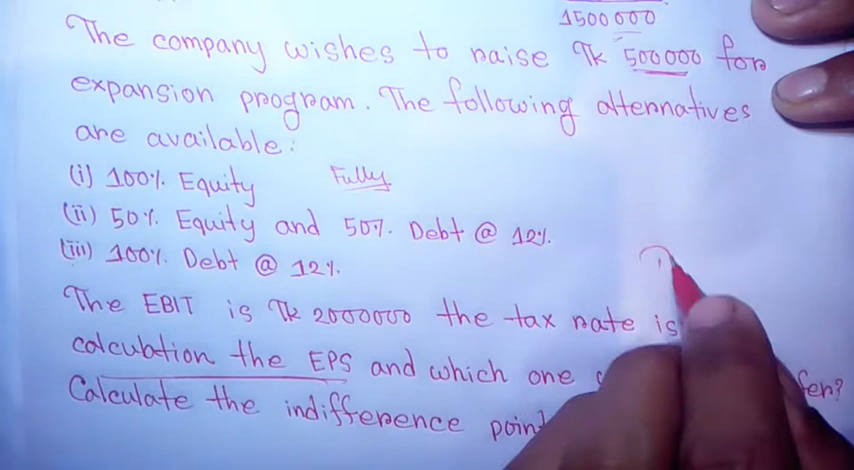 1500000
The company wishes to raise Tk 500000 for
expansion program. The following alternatives
are available:
(i) 100% Equity Fully
(ii) 50% Equity and 50% Debt @ 12%.
(iii) 100% Debt @ 12%.
The EBIT is Tk 2000000 the tax rate is
calculation the EPS and which one
Calculate the indifference point